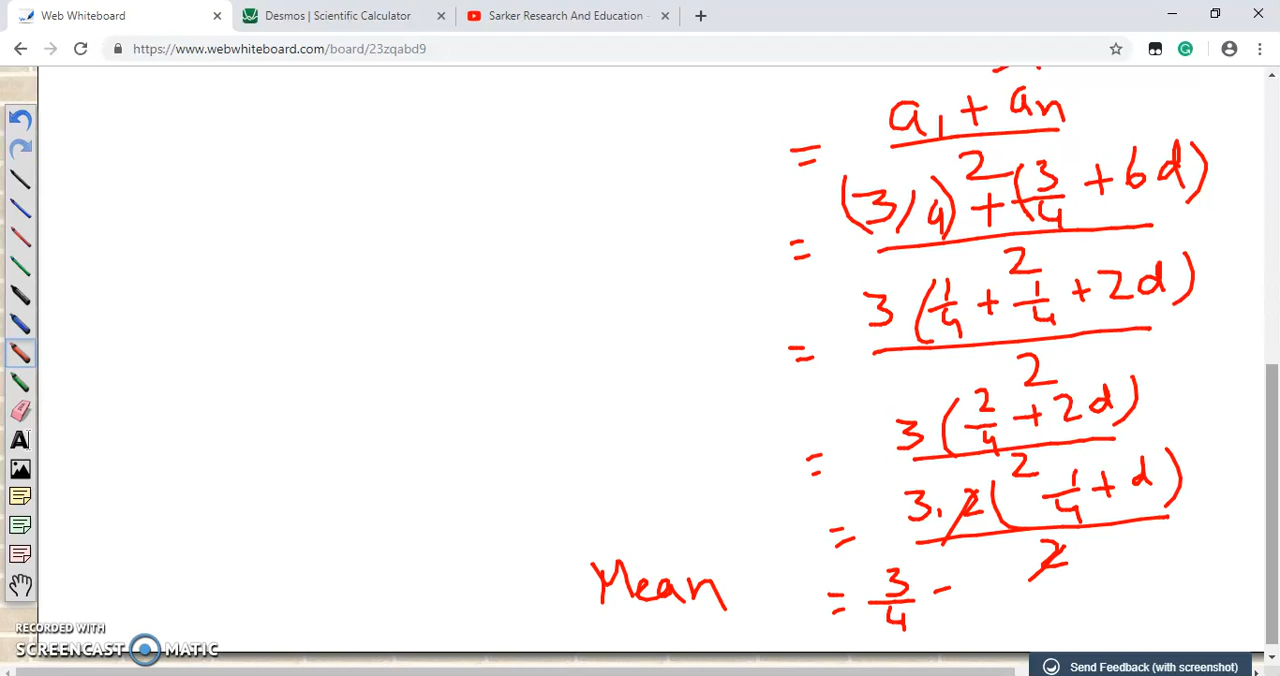 Web Whiteboard
Desmos | Scientific Calculator
Sarker Research And Education -
https://www.webwhiteboard.com/board/23zqabd9
= (a₁ + aₙ)/2
= ((3/4) + (3/4 + 6d))/2
= 3(1/4 + 1/4 + 2d)/2
= 3(2/4 + 2d)/2
= 3.2(1/4 + d)/2
Mean = 3/4 -
A
RECORDED WITH
SCREENCAST MATIC
Send Feedback (with screenshot)